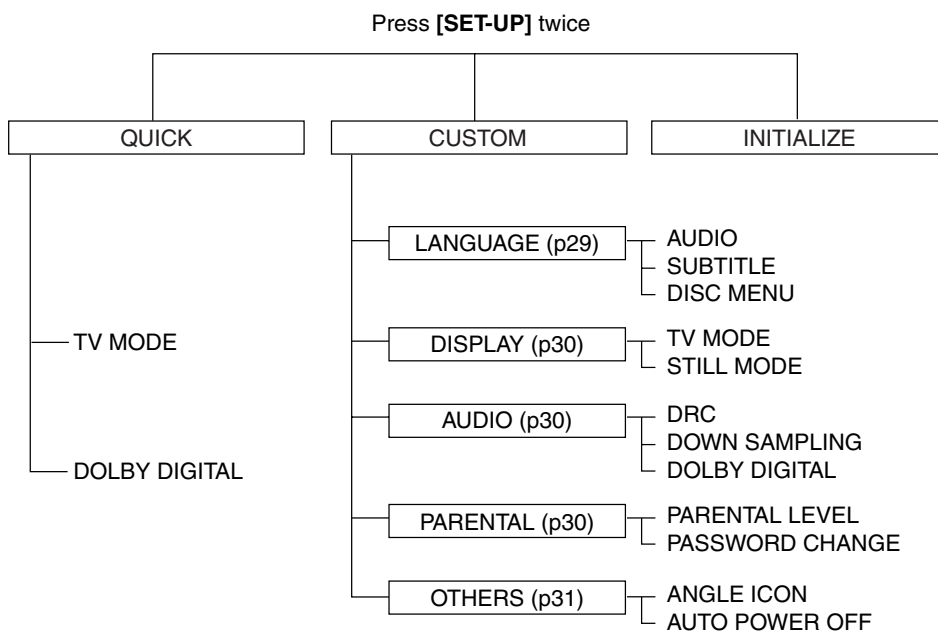 Press [SET-UP] twice
QUICK
CUSTOM
INITIALIZE
TV MODE
DOLBY DIGITAL
LANGUAGE (p29)
AUDIO
SUBTITLE
DISC MENU
DISPLAY (p30)
TV MODE
STILL MODE
AUDIO (p30)
DRC
DOWN SAMPLING
DOLBY DIGITAL
PARENTAL (p30)
PARENTAL LEVEL
PASSWORD CHANGE
OTHERS (p31)
ANGLE ICON
AUTO POWER OFF